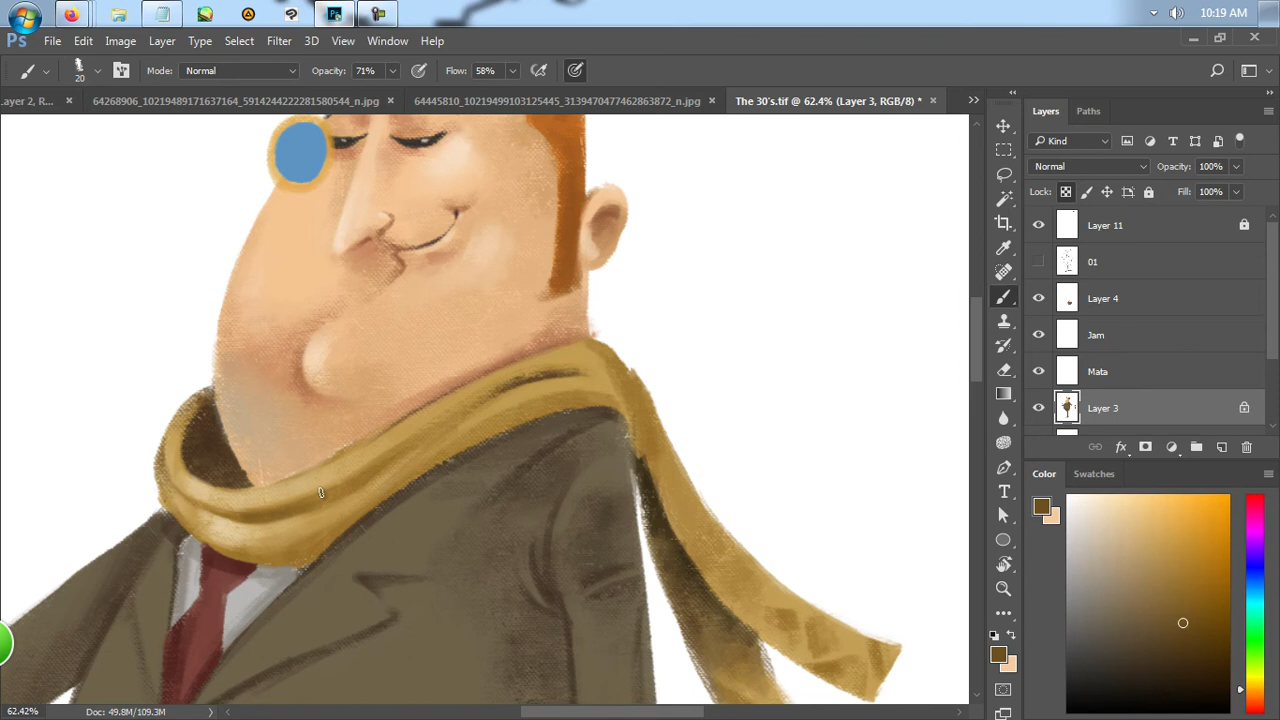 10:19 AM
Ps File Edit Image Layer Type Select Filter 3D View Window Help
20 Mode: Normal Opacity: 71% Flow: 58%
Layer 2, R... × 64268906_10219489171637164_5914244222281580544_n.jpg × 64445810_10219499103125445_3139470477462863872_n.jpg × The 30's.tif @ 62.4% (Layer 3, RGB/8) * ×
Layers Paths
Kind
Normal Opacity: 100%
Lock: Fill: 100%
Layer 11
01
Layer 4
Jam
Mata
Layer 3
fx
Color Swatches
62.42% Doc: 49.8M/109.3M